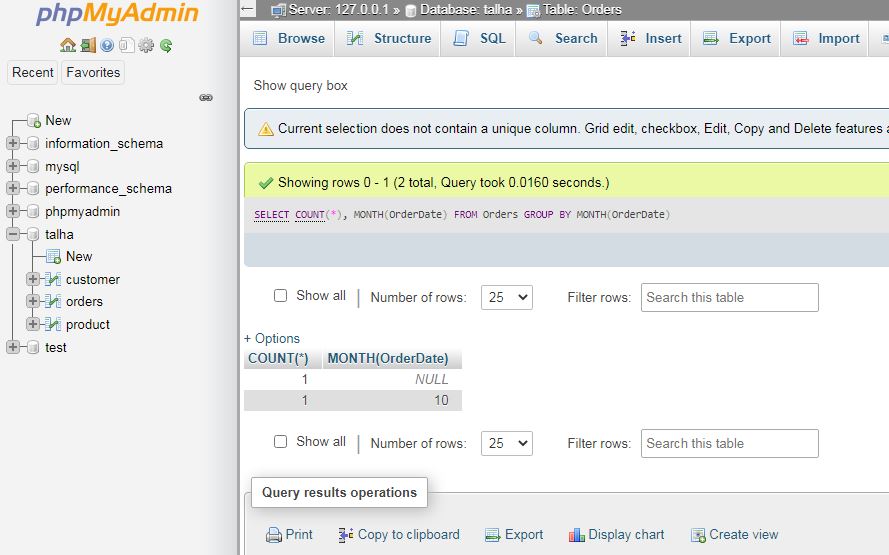 phpMyAdmin
Recent Favorites
New
information_schema
mysql
performance_schema
phpmyadmin
talha
New
customer
orders
product
test
Server: 127.0.0.1 » Database: talha » Table: Orders
Browse Structure SQL Search Insert Export Import
Show query box
Current selection does not contain a unique column. Grid edit, checkbox, Edit, Copy and Delete features
Showing rows 0 - 1 (2 total, Query took 0.0160 seconds.)
SELECT COUNT(*), MONTH(OrderDate) FROM Orders GROUP BY MONTH(OrderDate)
Show all | Number of rows: 25 Filter rows: Search this table
+ Options
COUNT(*) MONTH(OrderDate)
1 NULL
1 10
Show all | Number of rows: 25 Filter rows: Search this table
Query results operations
Print Copy to clipboard Export Display chart Create view